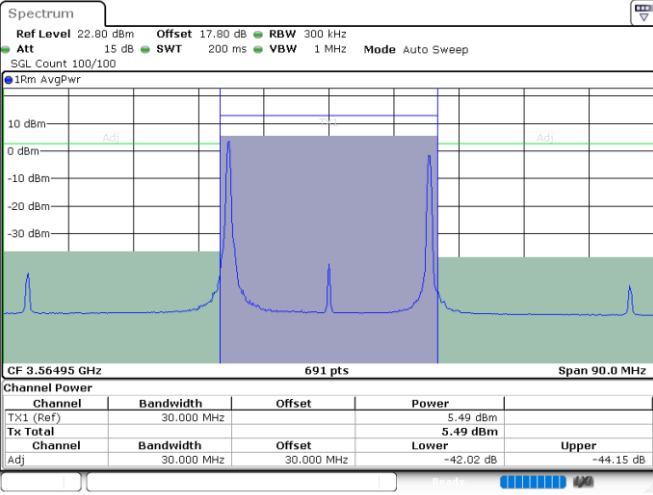 Spectrum
Ref Level 22.80 dBm Offset 17.80 dB RBW 300 kHz
Att 15 dB SWT 200 ms VBW 1 MHz Mode Auto Sweep
SGL Count 100/100
1Rm AvgPwr
10 dBm
Adj Adj
0 dBm
-10 dBm
-20 dBm
-30 dBm
CF 3.56495 GHz 691 pts Span 90.0 MHz
Channel Power
Channel Bandwidth Offset Power
TX1 (Ref) 30.000 MHz 5.49 dBm
Tx Total 5.49 dBm
Channel Bandwidth Offset Lower Upper
Adj 30.000 MHz 30.000 MHz -42.02 dB -44.15 dB